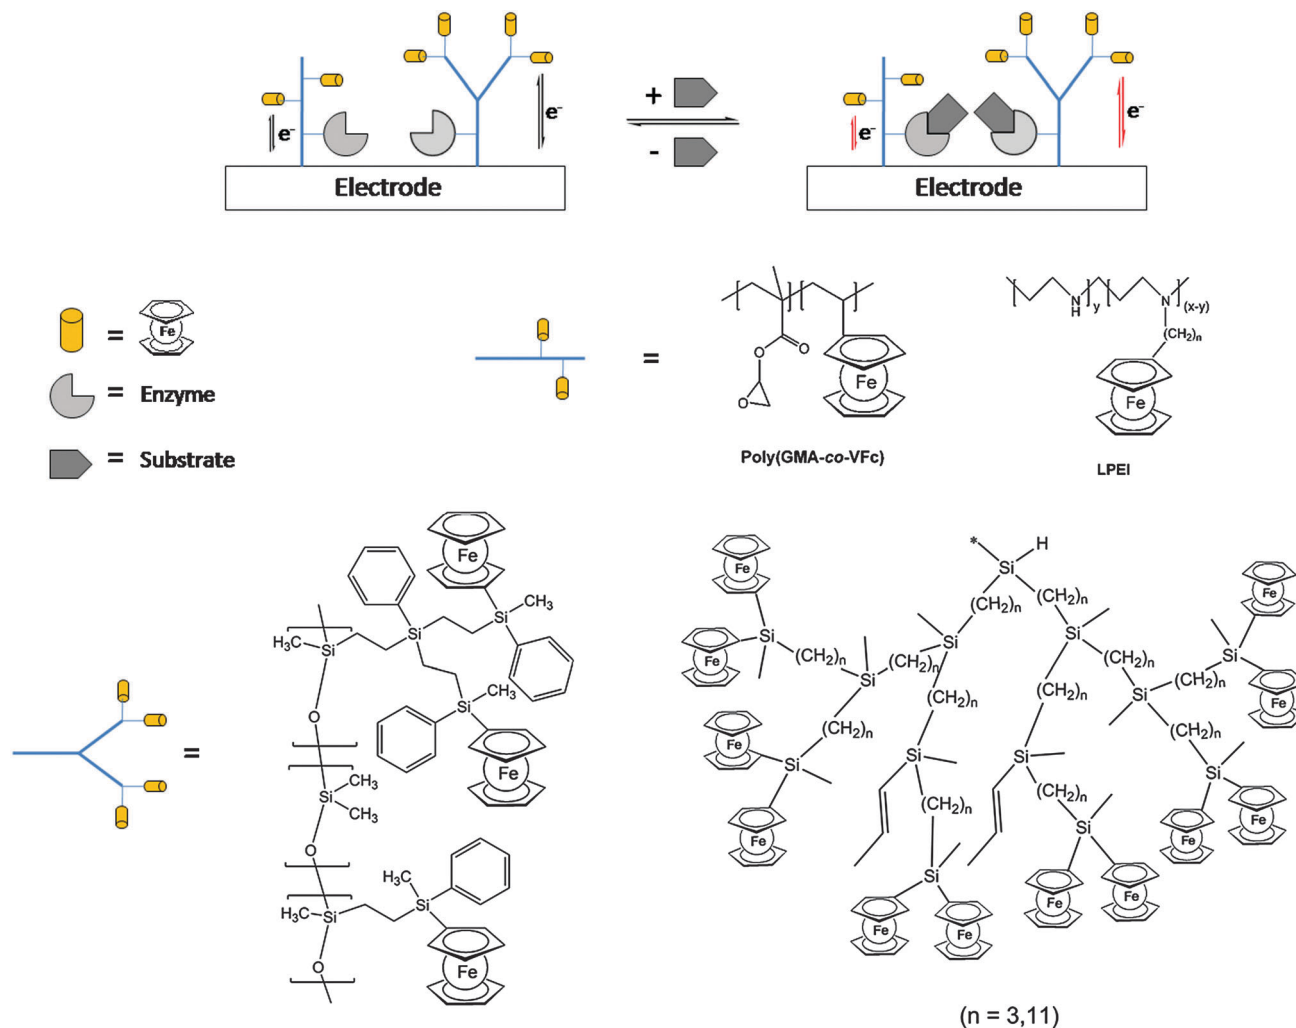 e⁻ e⁻ + e⁻ e⁻
-
Electrode Electrode
= Fe
= Enzyme
= Substrate
=
O O O Fe
Poly(GMA-co-VFc)
N H y N (x-y)
(CH₂)n
Fe
LPEI
=
Fe
CH₃
Si
H₃C Si Si
CH₃
Si
O
Fe
CH₃
Si
CH₃
O
CH₃
H₃C Si Si
Fe
O
* H
Si
Fe (CH₂)n (CH₂)n Fe
Si Si Si Si
Fe (CH₂)n (CH₂)n (CH₂)n (CH₂)n Fe
Si Si
(CH₂)n (CH₂)n (CH₂)n (CH₂)n
Fe Si Si Si Si
Fe (CH₂)n (CH₂)n Fe Fe
Si Si
Fe Fe Fe Fe
(n = 3,11)